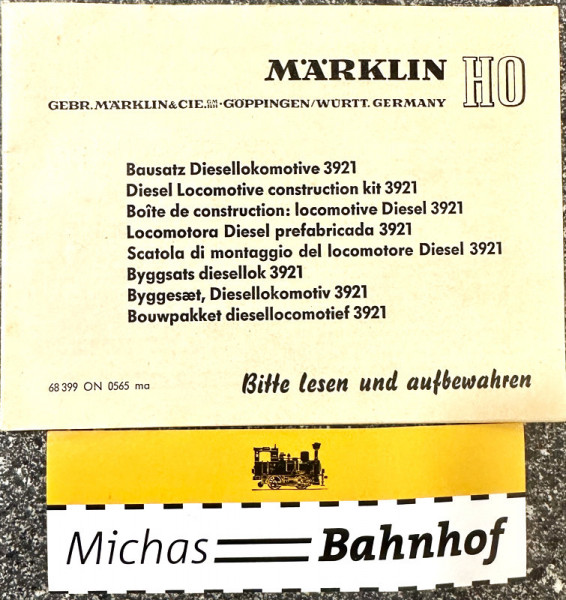 MÄRKLIN HO
GEBR. MÄRKLIN & CIE. GMBH · GÖPPINGEN/WÜRTT. GERMANY
Bausatz Diesellokomotive 3921
Diesel Locomotive construction kit 3921
Boîte de construction: locomotive Diesel 3921
Locomotora Diesel prefabricada 3921
Scatola di montaggio del locomotore Diesel 3921
Byggsats diesellok 3921
Byggesæt, Diesellokomotiv 3921
Bouwpakket diesellocomotief 3921
68 399 ON 0565 ma
Bitte lesen und aufbewahren
Michas Bahnhof